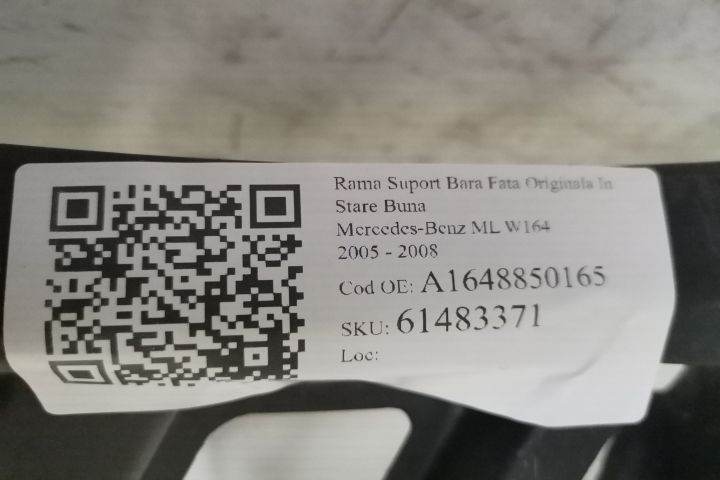 Rama Suport Bara Fata Originala In
Stare Buna
Mercedes-Benz ML W164
2005 - 2008
Cod OE: A1648850165
SKU: 61483371
Loc: